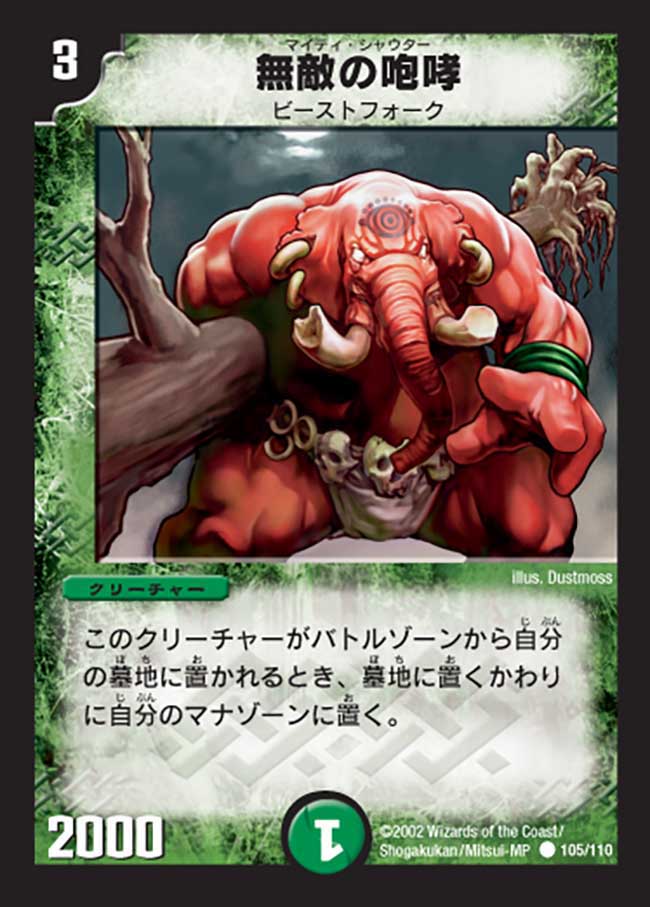 3
マイティ・シャウター
無敵の咆哮
ビーストフォーク
illus. Dustmoss
クリーチャー
このクリーチャーがバトルゾーンから自分
の墓地に置かれるとき、墓地に置くかわり
に自分のマナゾーンに置く。
2000
1
©2002 Wizards of the Coast/
Shogakukan/Mitsui-MP 105/110